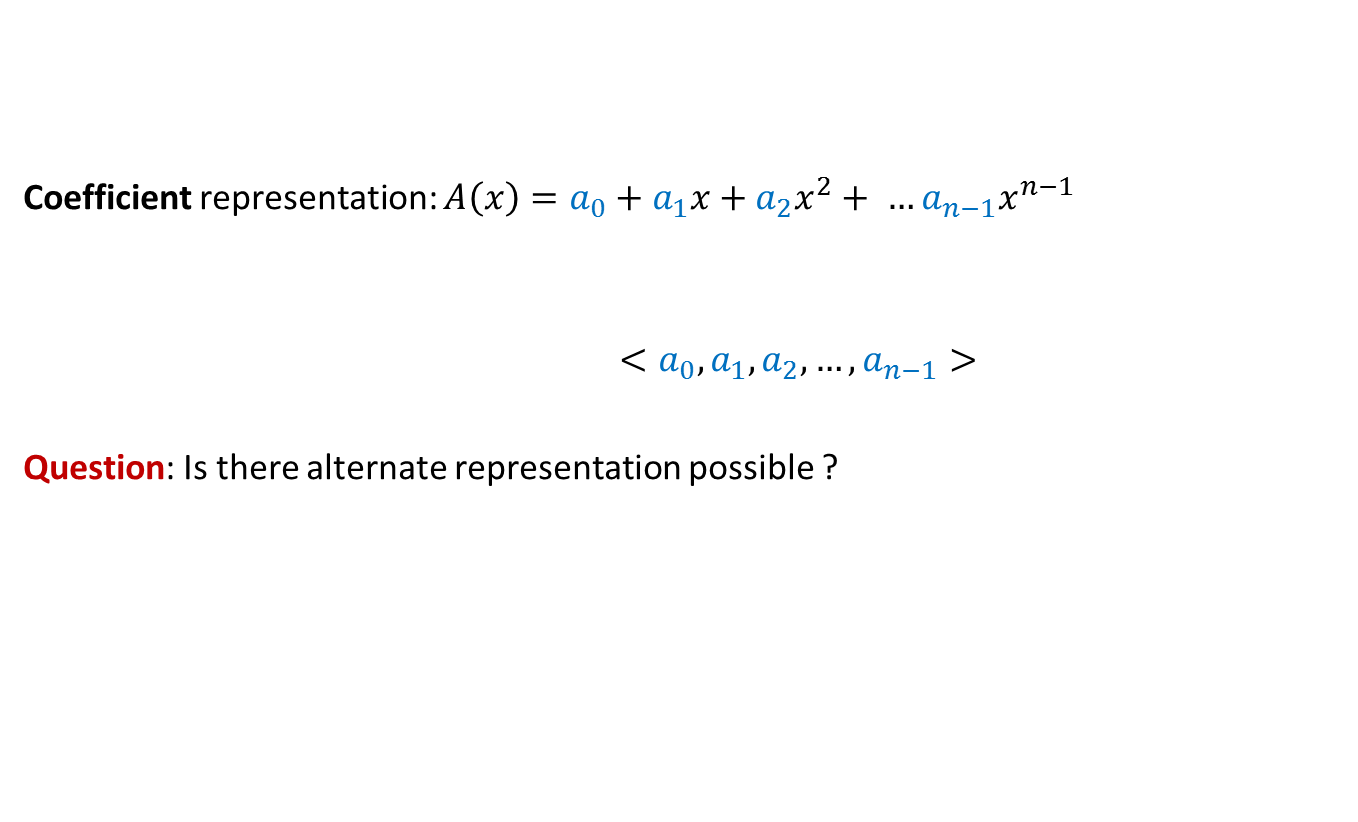 Coefficient representation: A(x) = a₀ + a₁x + a₂x² + … aₙ₋₁xⁿ⁻¹
< a₀, a₁, a₂, … , aₙ₋₁ >
Question: Is there alternate representation possible ?